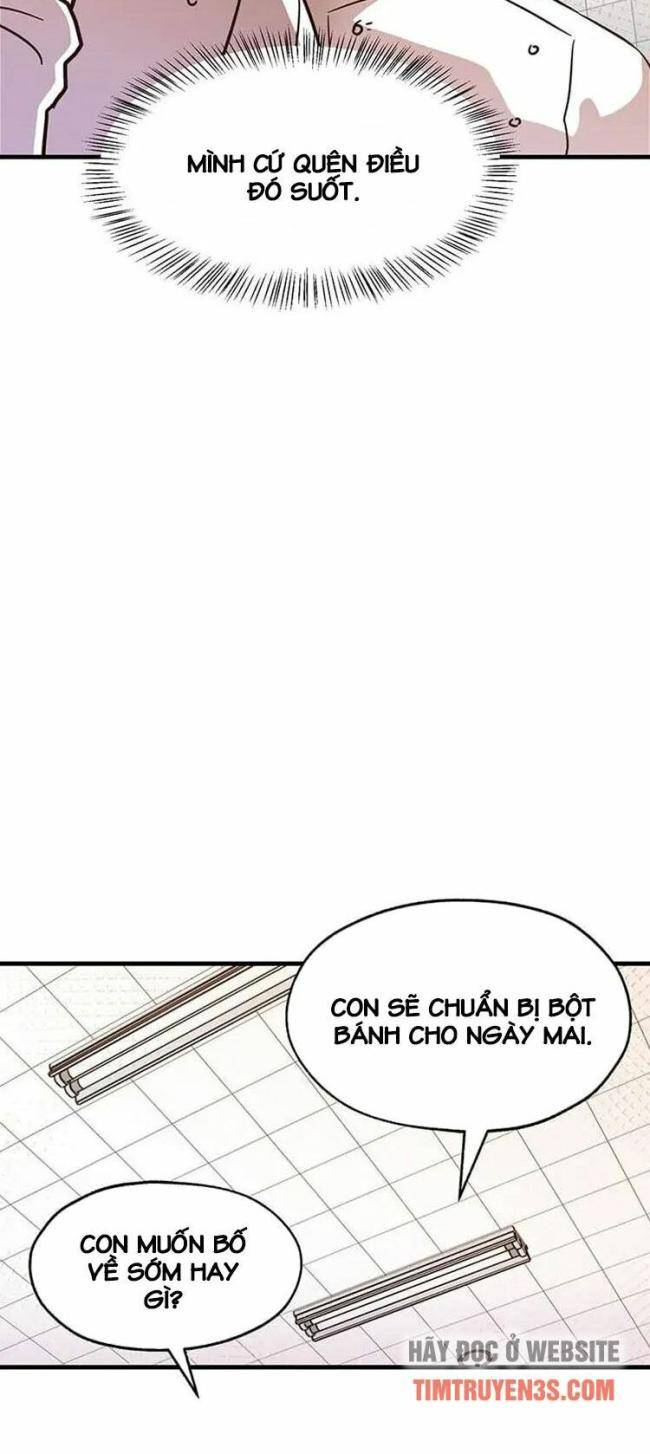 MÌNH CỨ QUÊN ĐIỀU
ĐÓ SUỐT.
CON SẼ CHUẨN BỊ BỘT
BÁNH CHO NGÀY MAI.
CON MUỐN BỐ
VỀ SỚM HAY
GÌ?
HÃY ĐỌC Ở WEBSITE
TIMTRUYEN3S.COM